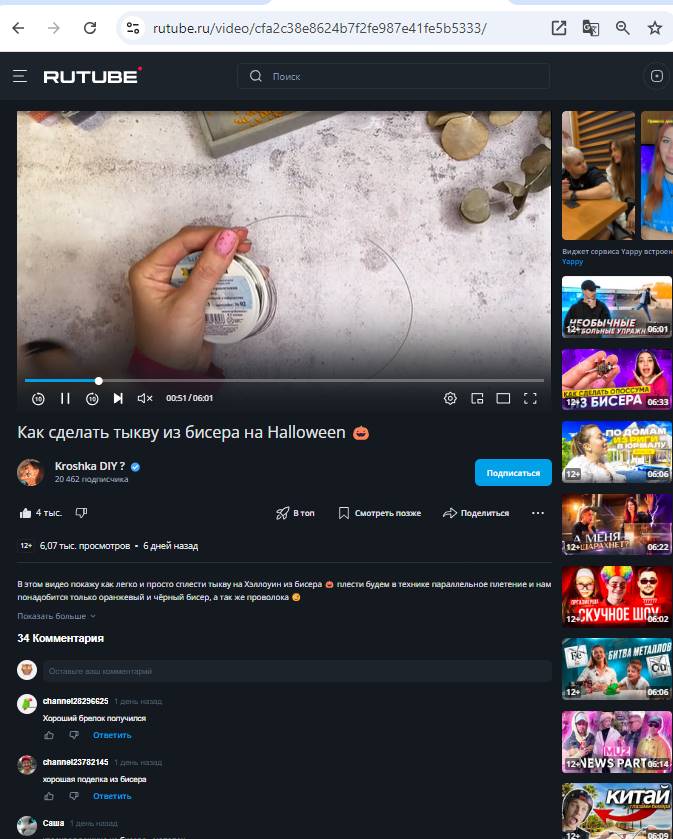 rutube.ru/video/cfa2c38e8624b7f2fe987e41fe5b5333/
RUTUBE
Поиск
00:51 / 06:01
Как сделать тыкву из бисера на Halloween
Kroshka DIY ?
20 462 подписчика
Подписаться
4 тыс.
В топ
Смотреть позже
Поделиться
12+ 6,07 тыс. просмотров • 6 дней назад
В этом видео покажу как легко и просто сплести тыкву на Хэллоуин из бисера 🎃 плести будем в технике параллельное плетение и нам
понадобится только оранжевый и чёрный бисер, а так же проволока
Показать больше
34 Комментария
Оставьте ваш комментарий
channel28296625 1 день назад
Хороший брелок получился
Ответить
channel23782145 1 день назад
хорошая поделка из бисера
Ответить
Саша 1 день назад
Виджет сервиса Yappy встроен
Yappy
НЕОБЫЧНЫЕ
БОЛЬНЫЕ УПРАЖН
12+ 06:01
КАК СДЕЛАТЬ ОПОССУМА
ИЗ БИСЕРА
12+ 06:33
ПО ДОМАМ
ИЗ РИГИ
В ЮРМАЛУ
12+ 06:06
А МЕНЯ
ШАРАХНЕТ?
12+ 06:22
СКУЧНОЕ ШОУ
12+ 06:02
БИТВА МЕТАЛЛОВ
Fe
Cu
12+ 06:06
MUZ
NEWS PART
12+ 06:14
КИТАЙ
12+ 06:09